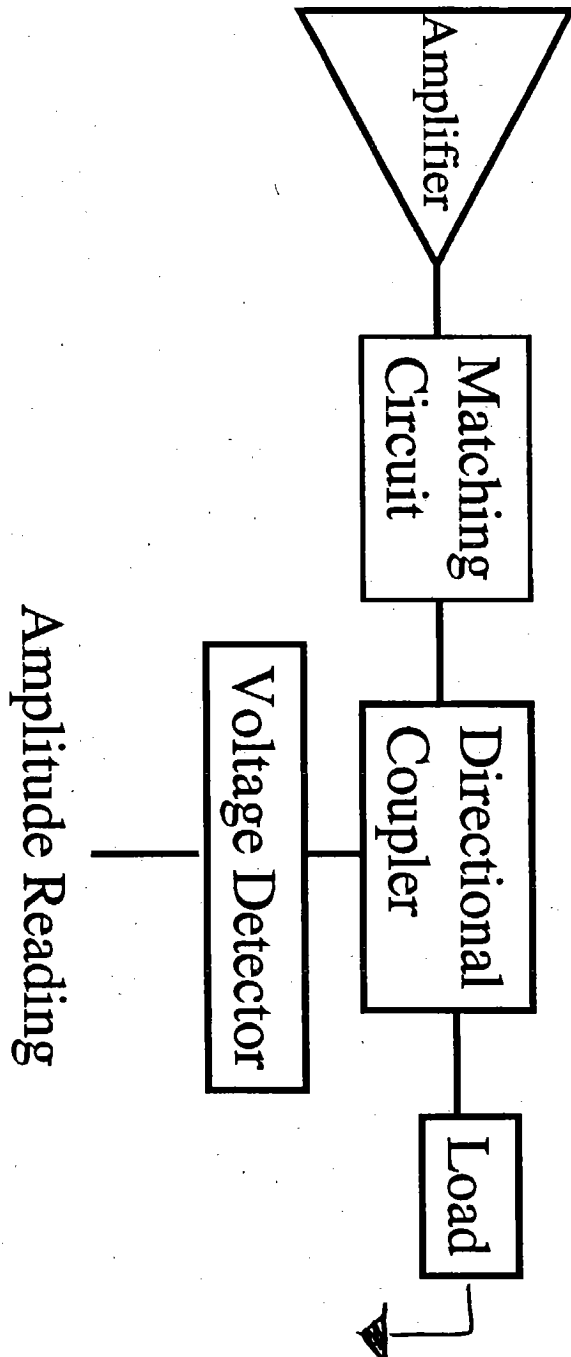 Amplifier
Matching
Circuit
Directional
Coupler
Load
Voltage Detector
Amplitude Reading